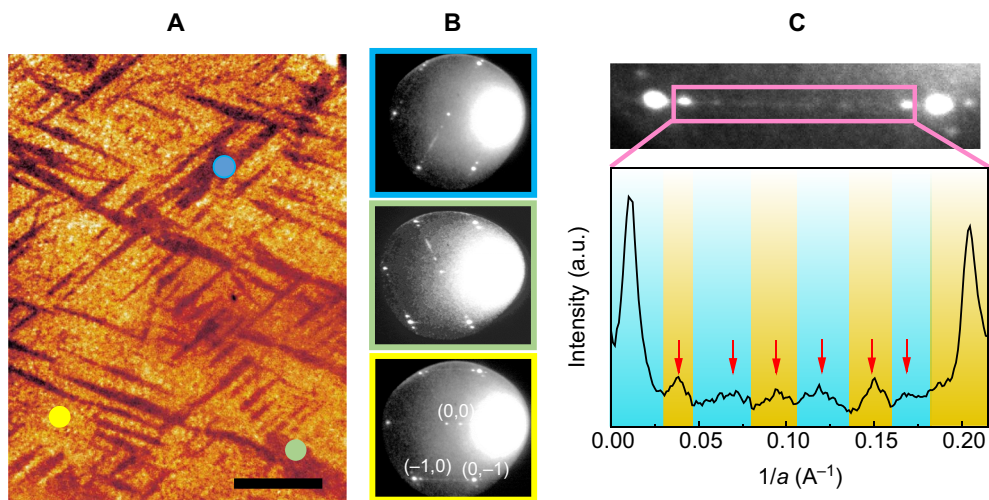 A
B
C
(0,0)
(−1,0)
(0,−1)
Intensity (a.u.)
0.00
0.05
0.10
0.15
0.20
1/a (A⁻¹)